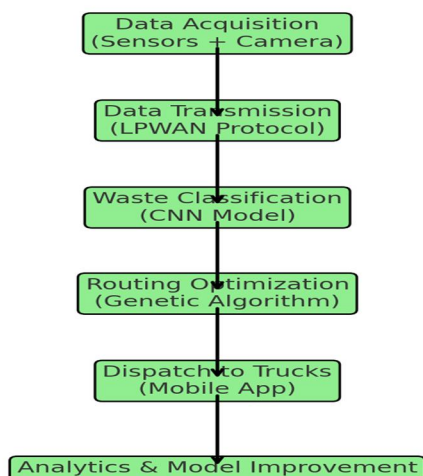 Data Acquisition
(Sensors + Camera)
Data Transmission
(LPWAN Protocol)
Waste Classification
(CNN Model)
Routing Optimization
(Genetic Algorithm)
Dispatch to Trucks
(Mobile App)
Analytics & Model Improvement